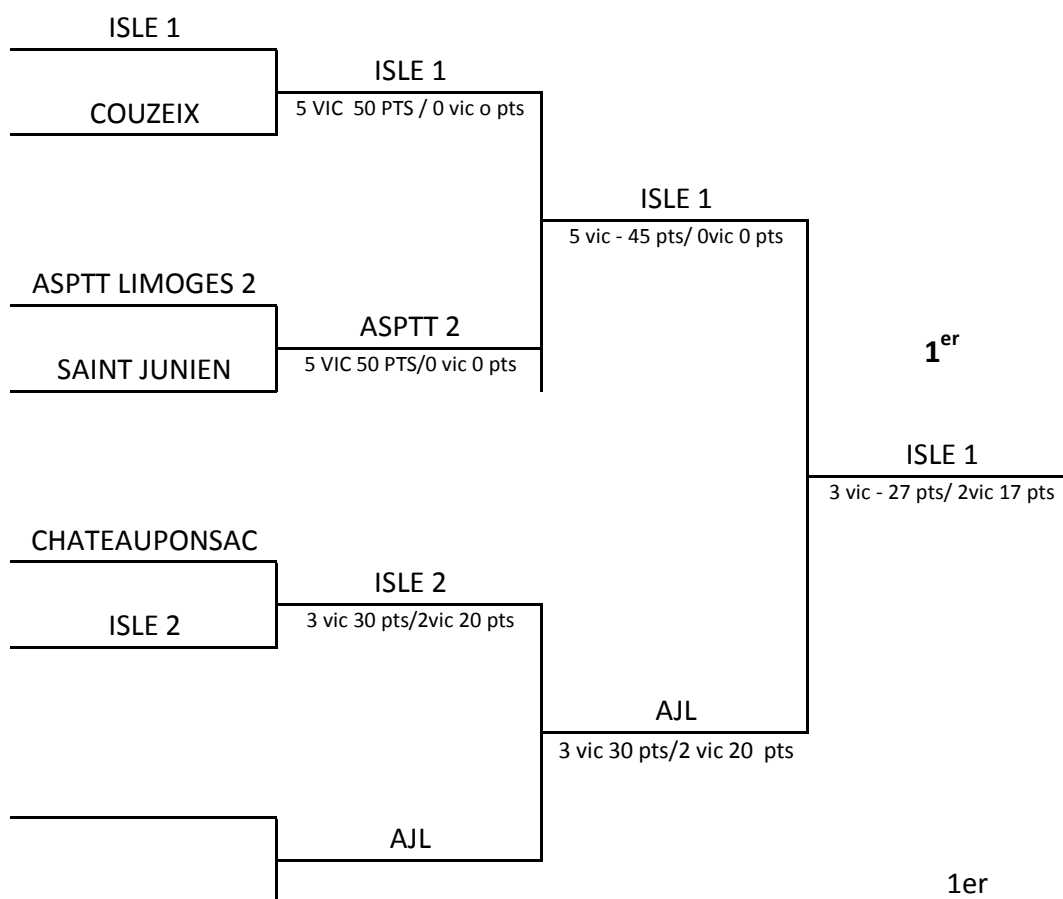 ISLE 1
ISLE 1
5 VIC  50 PTS / 0 vic o pts
COUZEIX
ISLE 1
5 vic - 45 pts/ 0vic 0 pts
ASPTT LIMOGES 2
ASPTT 2
5 VIC 50 PTS/0 vic 0 pts
SAINT JUNIEN
1er
ISLE 1
3 vic - 27 pts/ 2vic 17 pts
CHATEAUPONSAC
ISLE 2
3 vic 30 pts/2vic 20 pts
ISLE 2
AJL
3 vic 30 pts/2 vic 20  pts
AJL
1er